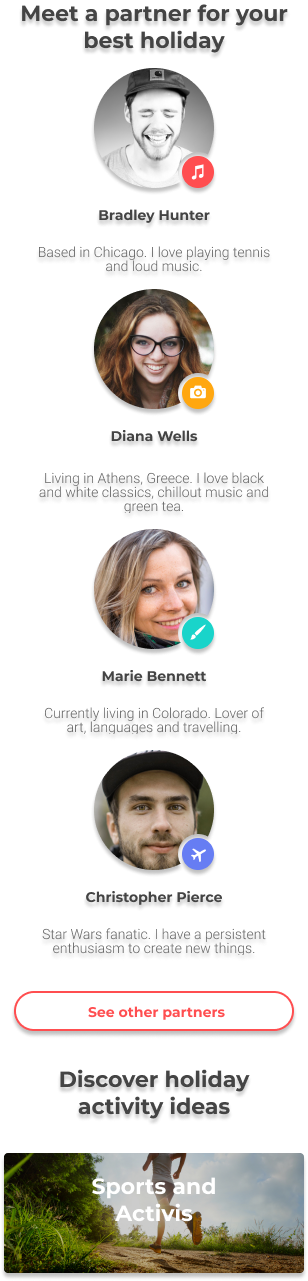 Meet a partner for your
best holiday
Bradley Hunter
Based in Chicago. I love playing tennis
and loud music.
Diana Wells
Living in Athens, Greece. I love black
and white classics, chillout music and
green tea.
Marie Bennett
Currently living in Colorado. Lover of
art, languages and travelling.
Christopher Pierce
Star Wars fanatic. I have a persistent
enthusiasm to create new things.
See other partners
Discover holiday
activity ideas
Sports and
Activis